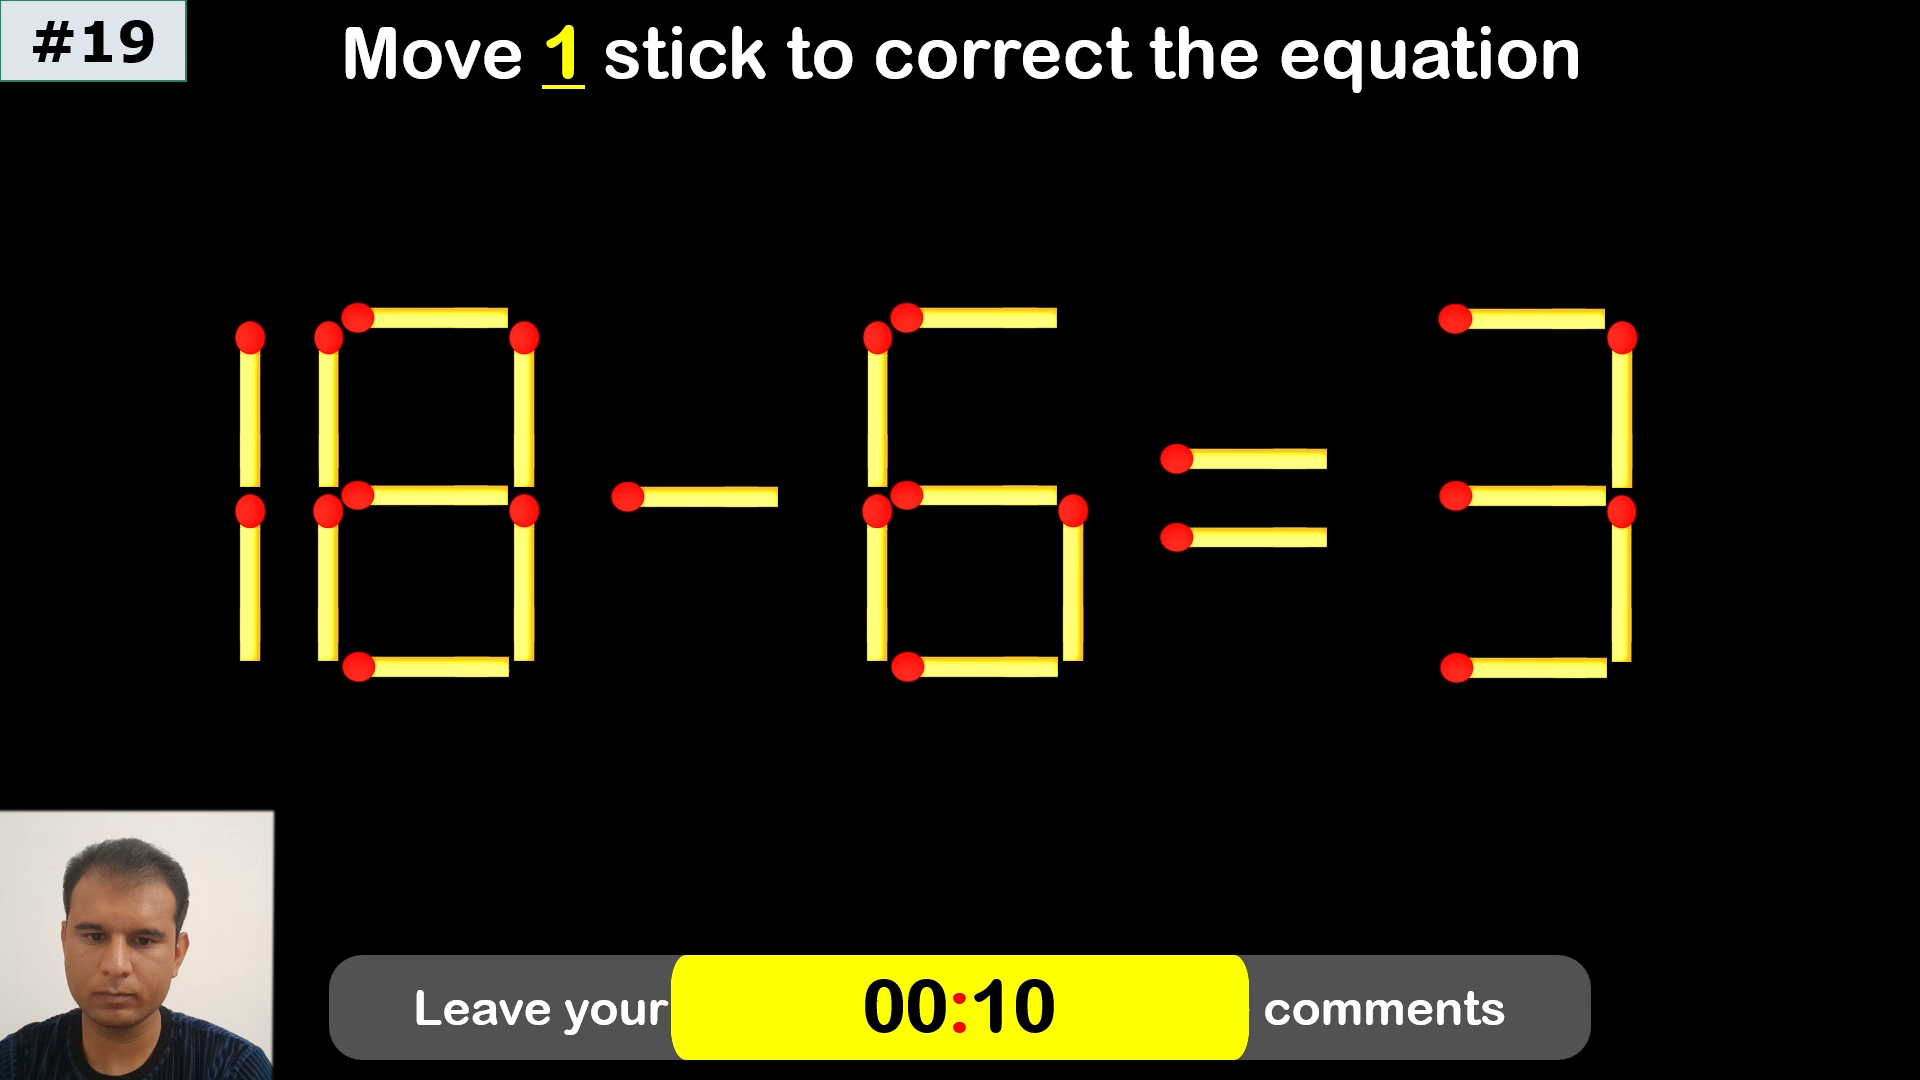 #19
Move 1 stick to correct the equation
18 - 6 = 3
Leave your 00:10 comments